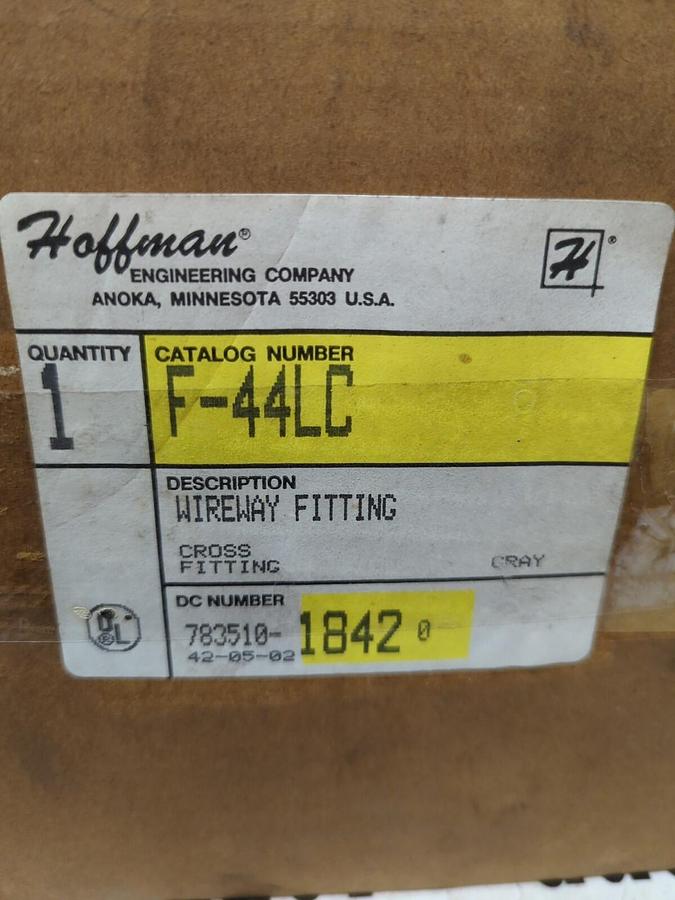 Hoffman®
ENGINEERING COMPANY
ANOKA, MINNESOTA 55303 U.S.A.
H®
QUANTITY
1
CATALOG NUMBER
F-44LC
DESCRIPTION
WIREWAY FITTING
CROSS
FITTING GRAY
DC NUMBER
783510-1842 0
42-05-02
UL®